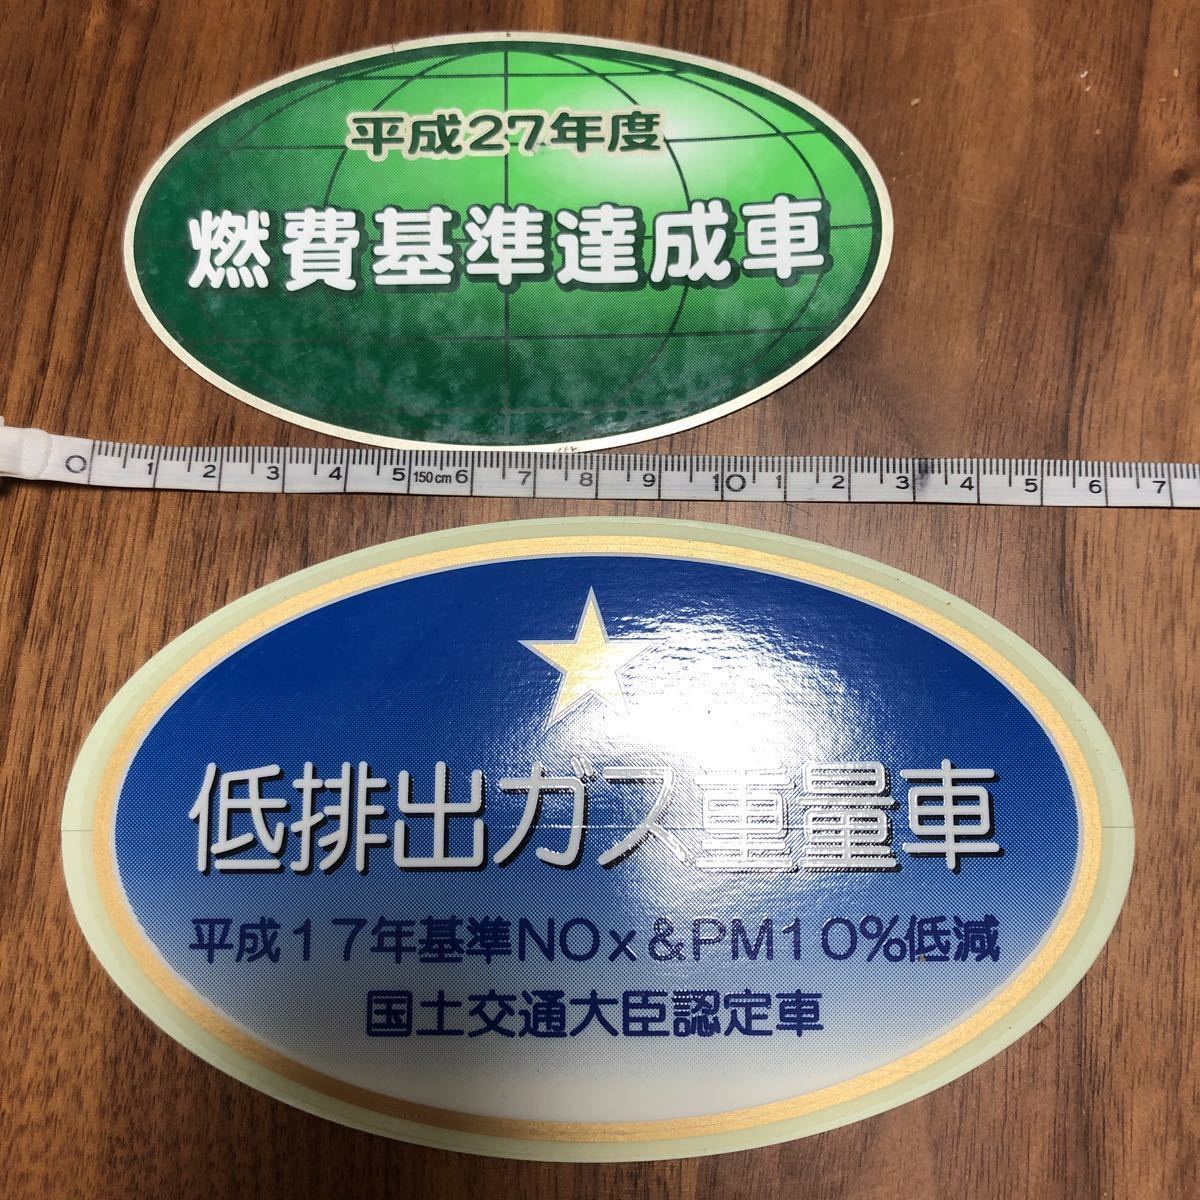 平成27年度
燃費基準達成車
0 1 2 3 4 5 150cm 6 7 8 9 10 1 2 3 4 5 6 7
低排出ガス重量車
平成17年基準NOx&PM10%低減
国土交通大臣認定車